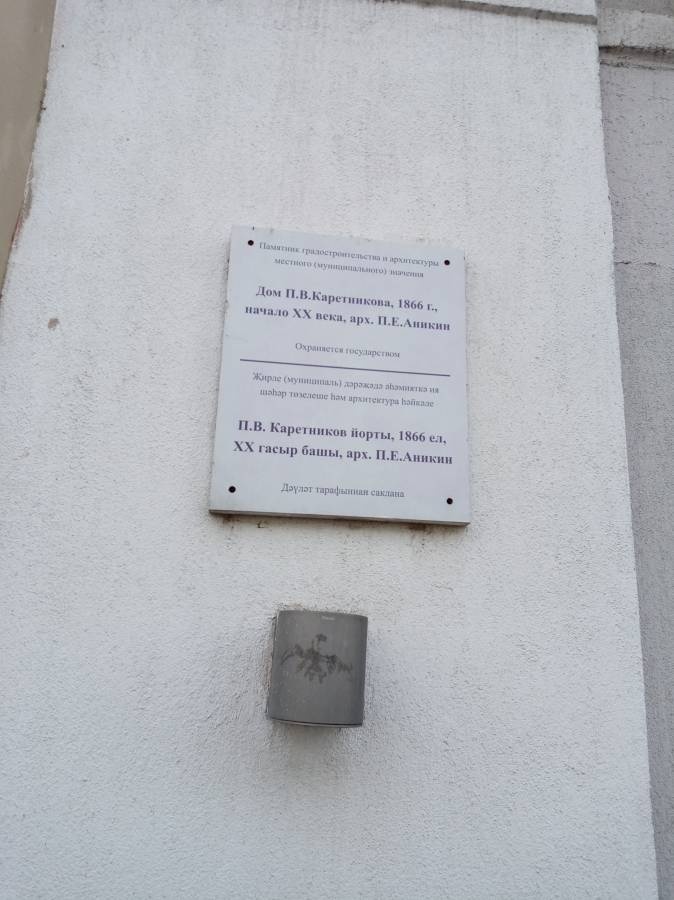 Памятник градостроительства и архитектуры
местного (муниципального) значения
Дом П.В.Каретникова, 1866 г.,
начало XX века, арх. П.Е.Аникин
Охраняется государством
Җирле (муниципаль) дәрәҗәдә әһәмияткә ия
шәһәр төзелеше һәм архитектура һәйкәле
П.В. Каретников йорты, 1866 ел,
XX гасыр башы, арх. П.Е.Аникин
Дәүләт тарафыннан саклана